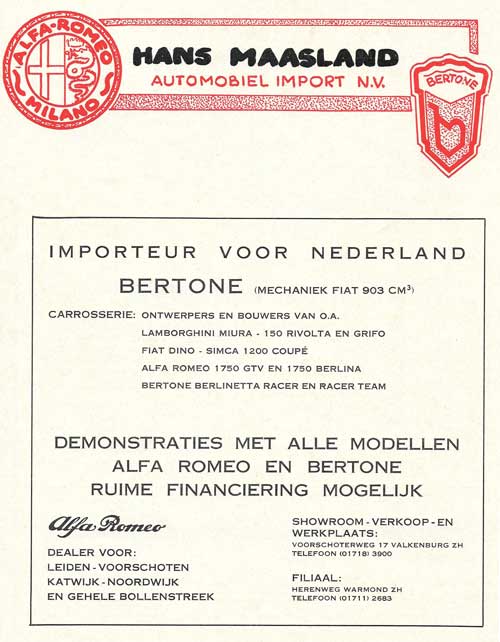 ALFA-ROMEO
MILANO
HANS MAASLAND
AUTOMOBIEL IMPORT N.V.
BERTONE
b
IMPORTEUR VOOR NEDERLAND
BERTONE (MECHANIEK FIAT 903 CM³)
CARROSSERIE: ONTWERPERS EN BOUWERS VAN O.A.
LAMBORGHINI MIURA - 150 RIVOLTA EN GRIFO
FIAT DINO - SIMCA 1200 COUPÉ
ALFA ROMEO 1750 GTV EN 1750 BERLINA
BERTONE BERLINETTA RACER EN RACER TEAM
DEMONSTRATIES MET ALLE MODELLEN
ALFA ROMEO EN BERTONE
RUIME FINANCIERING MOGELIJK
Alfa Romeo
DEALER VOOR:
LEIDEN - VOORSCHOTEN
KATWIJK - NOORDWIJK
EN GEHELE BOLLENSTREEK
SHOWROOM - VERKOOP - EN
WERKPLAATS:
VOORSCHOTERWEG 17 VALKENBURG ZH
TELEFOON (01718) 3900
FILIAAL:
HERENWEG WARMOND ZH
TELEFOON (01711) 2683